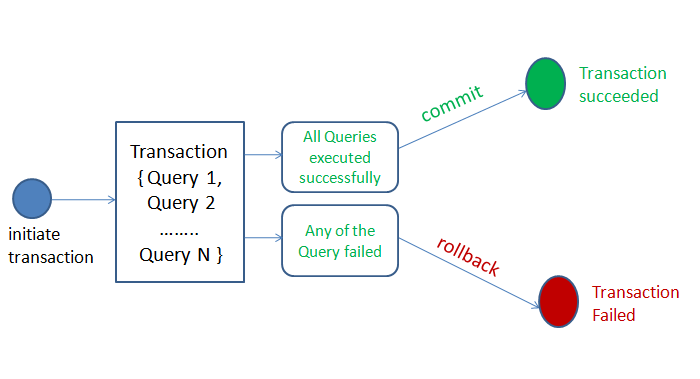 initiate
transaction
Transaction
{ Query 1,
Query 2
........
Query N }
All Queries
executed
successfully
Any of the
Query failed
commit
rollback
Transaction
succeeded
Transaction
Failed